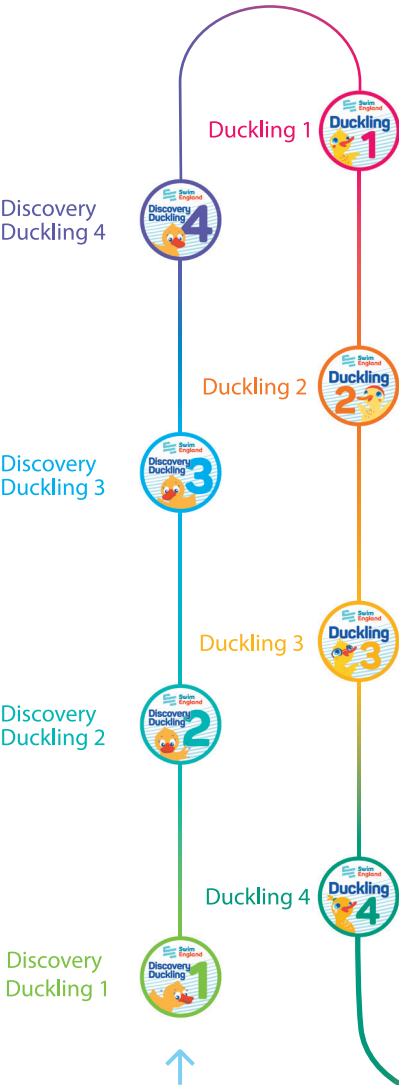 Duckling 1
Swim
England
Duckling
1
Discovery
Duckling 4
Swim
England
Discovery
Duckling
4
Duckling 2
Swim
England
Duckling
2
Discovery
Duckling 3
Swim
England
Discovery
Duckling
3
Duckling 3
Swim
England
Duckling
3
Discovery
Duckling 2
Swim
England
Discovery
Duckling
2
Duckling 4
Swim
England
Duckling
4
Discovery
Duckling 1
Swim
England
Discovery
Duckling
1